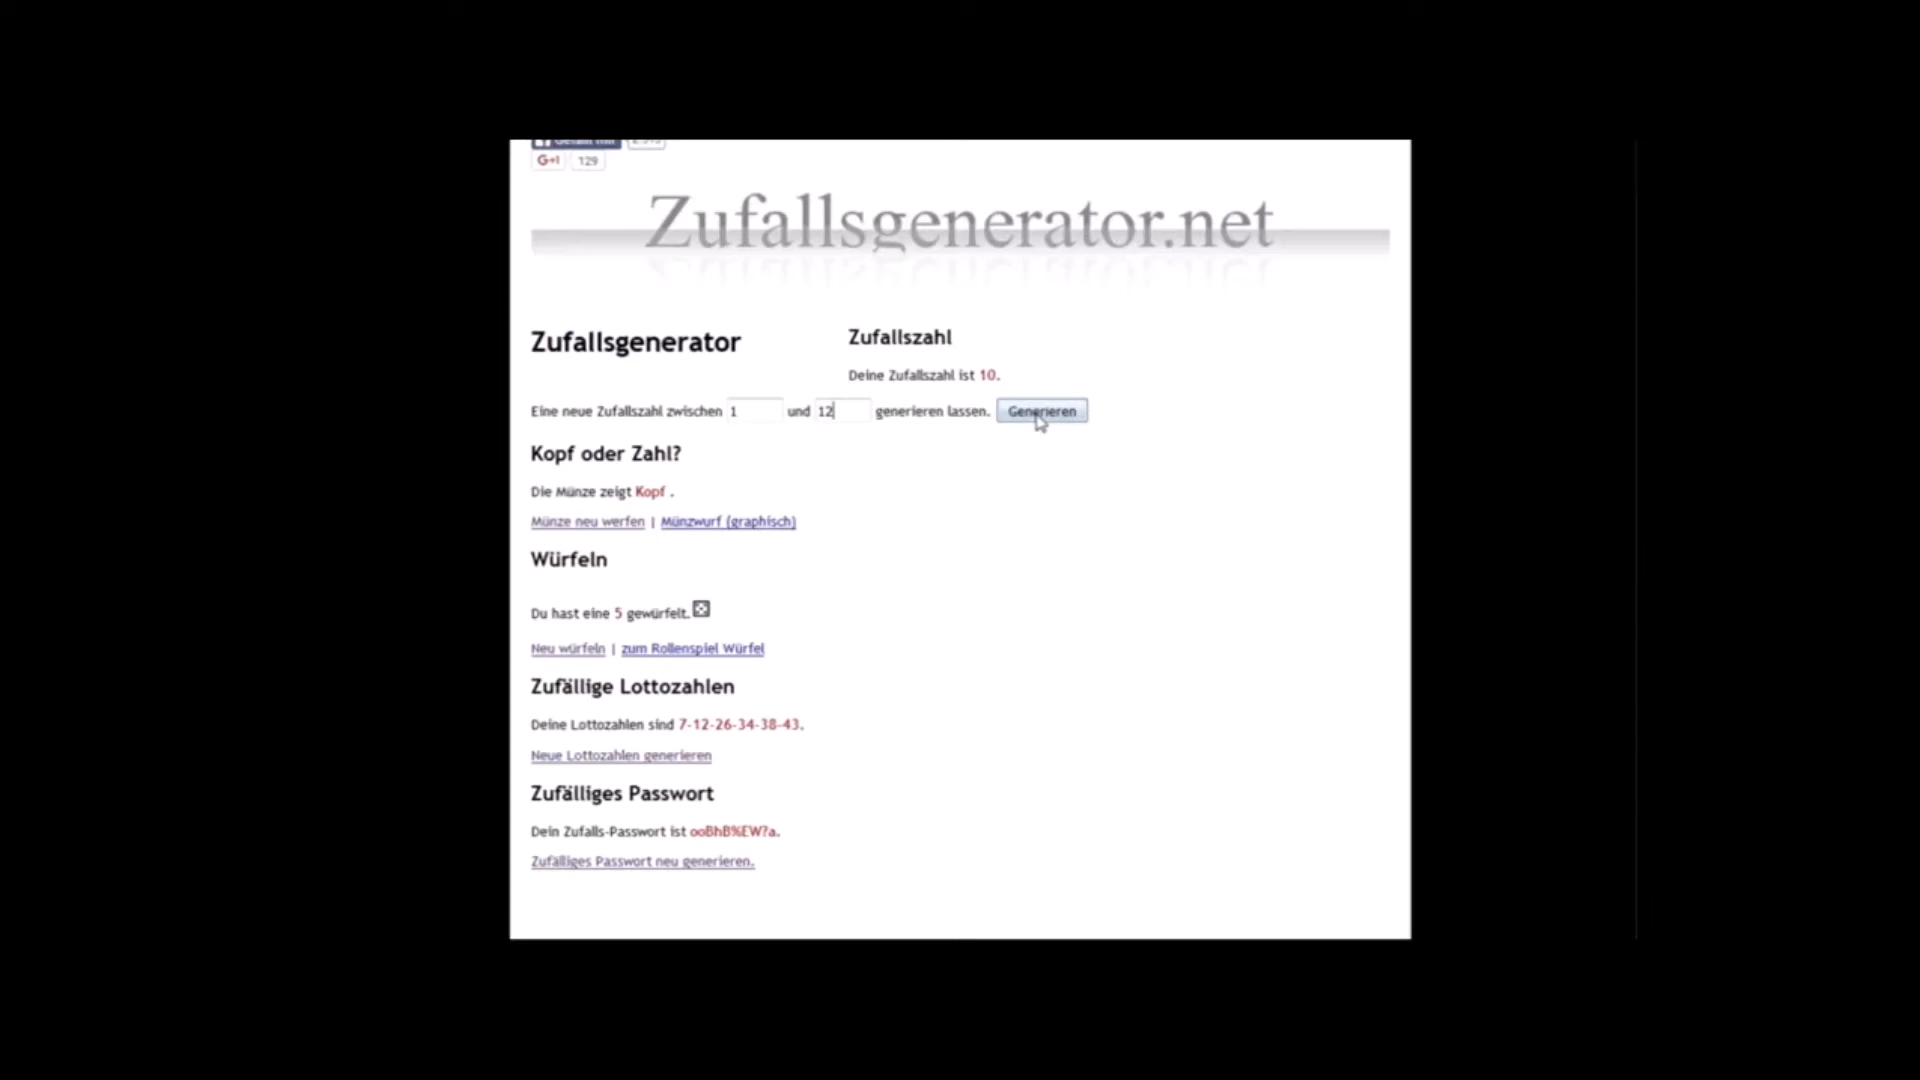 G+1 129
Zufallsgenerator.net
Zufallsgenerator
Zufallszahl
Deine Zufallszahl ist 10.
Eine neue Zufallszahl zwischen 1 und 12 generieren lassen. Generieren
Kopf oder Zahl?
Die Münze zeigt Kopf .
Münze neu werfen | Münzwurf (graphisch)
Würfeln
Du hast eine 5 gewürfelt.
Neu würfeln | zum Rollenspiel Würfel
Zufällige Lottozahlen
Deine Lottozahlen sind 7-12-26-34-38-43.
Neue Lottozahlen generieren
Zufälliges Passwort
Dein Zufalls-Passwort ist ooBhB%EW?a.
Zufälliges Passwort neu generieren.